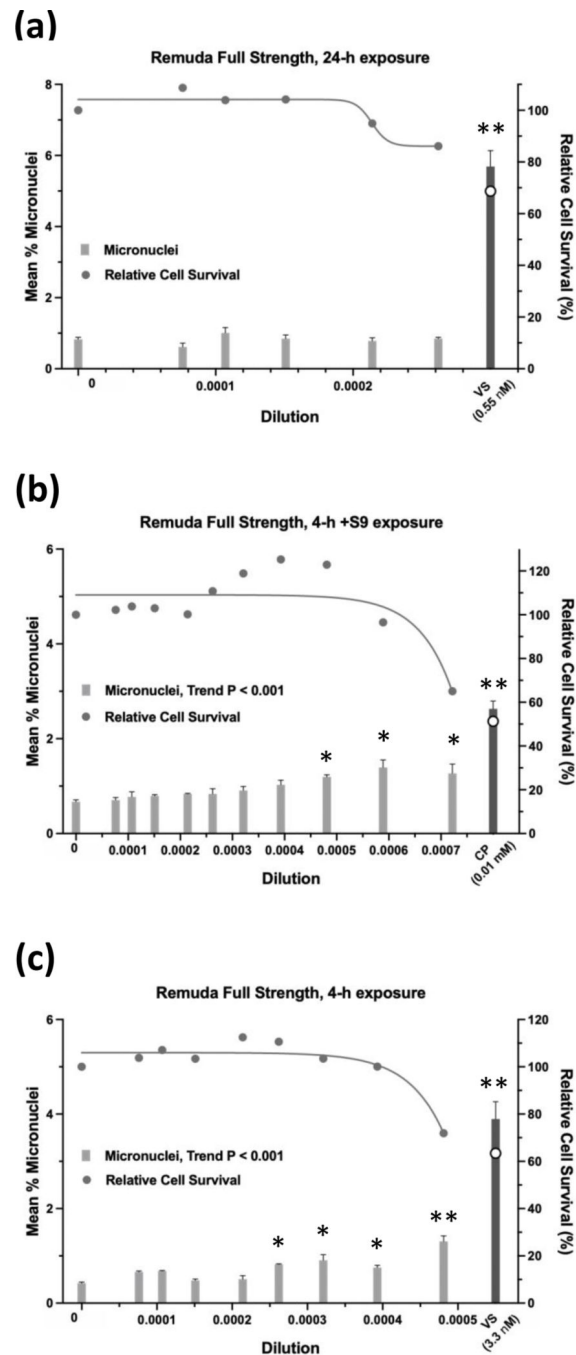 (a)
Remuda Full Strength, 24-h exposure
Mean % Micronuclei
8
6
4
2
0
Micronuclei
Relative Cell Survival
**
100
80
60
40
20
0
Relative Cell Survival (%)
0
0.0001
0.0002
VS
(0.55 nM)
Dilution
(b)
Remuda Full Strength, 4-h +S9 exposure
Mean % Micronuclei
6
4
2
0
Micronuclei, Trend P < 0.001
Relative Cell Survival
*
*
*
**
120
100
80
60
40
20
0
Relative Cell Survival (%)
0
0.0001
0.0002
0.0003
0.0004
0.0005
0.0006
0.0007
CP
(0.01 mM)
Dilution
(c)
Remuda Full Strength, 4-h exposure
Mean % Micronuclei
6
4
2
0
Micronuclei, Trend P < 0.001
Relative Cell Survival
*
*
*
**
**
120
100
80
60
40
20
0
Relative Cell Survival (%)
0
0.0001
0.0002
0.0003
0.0004
0.0005
VS
(3.3 nM)
Dilution